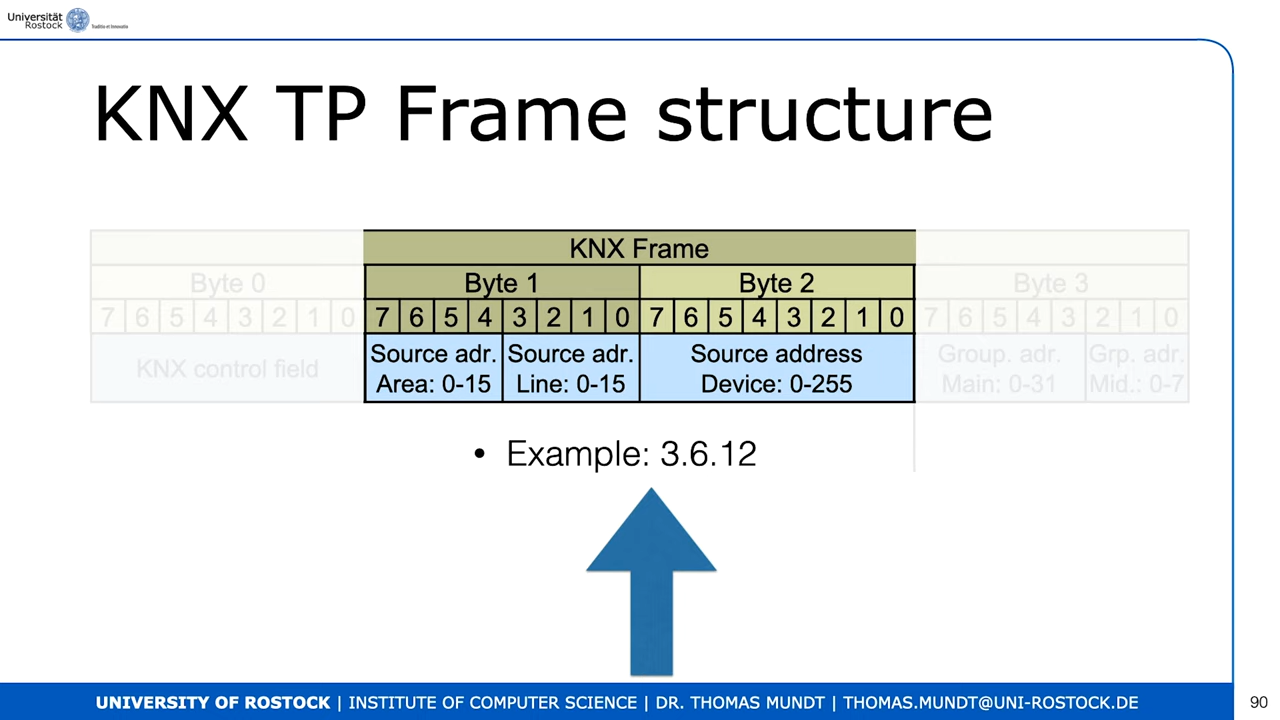 Universität
Rostock
Traditio et Innovatio
KNX TP Frame structure
KNX Frame
Byte 0 Byte 1 Byte 2 Byte 3
7 6 5 4 3 2 1 0 7 6 5 4 3 2 1 0 7 6 5 4 3 2 1 0 7 6 5 4 3 2 1 0
KNX control field
Source adr.
Area: 0-15
Source adr.
Line: 0-15
Source address
Device: 0-255
Group. adr.
Main: 0-31
Grp. adr.
Mid.: 0-7
• Example: 3.6.12
UNIVERSITY OF ROSTOCK | INSTITUTE OF COMPUTER SCIENCE | DR. THOMAS MUNDT | THOMAS.MUNDT@UNI-ROSTOCK.DE
90